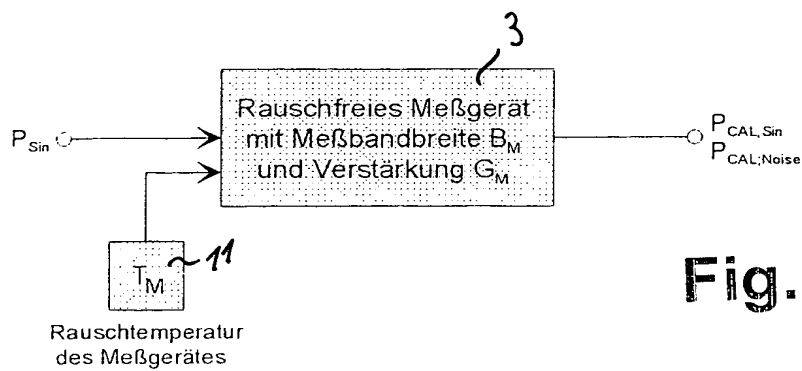 3
Rauschfreies Meßgerät
P_Sin
mit Meßbandbreite B_M
P_CAL,Sin
und Verstärkung G_M
P_CAL;Noise
T_M
11
Fig.
Rauschtemperatur
des Meßgerätes